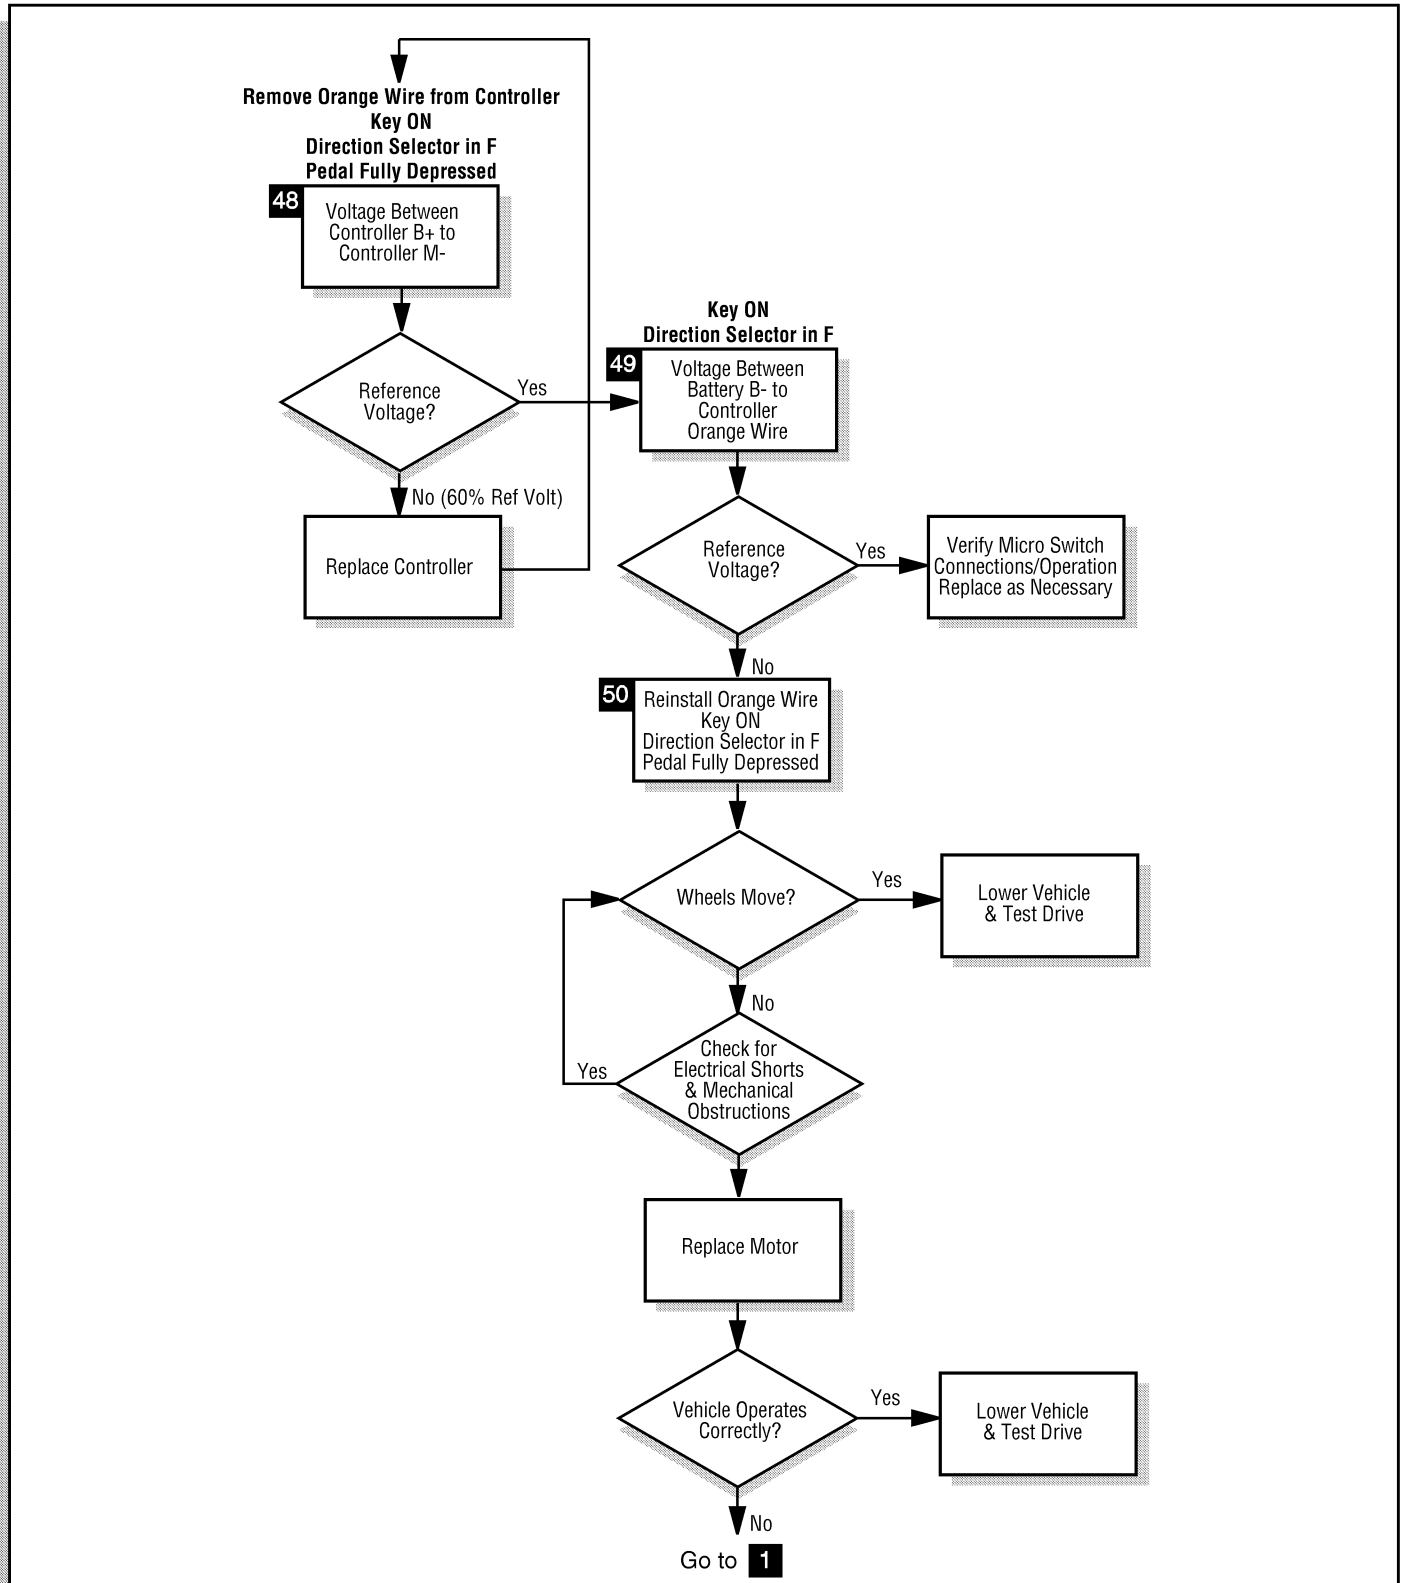 Remove Orange Wire from Controller
Key ON
Direction Selector in F
Pedal Fully Depressed
48
Voltage Between
Controller B+ to
Controller M-
Reference
Voltage?
Yes
No (60% Ref Volt)
Replace Controller
Key ON
Direction Selector in F
49
Voltage Between
Battery B- to
Controller
Orange Wire
Reference
Voltage?
Yes
Verify Micro Switch
Connections/Operation
Replace as Necessary
No
50
Reinstall Orange Wire
Key ON
Direction Selector in F
Pedal Fully Depressed
Wheels Move?
Yes
Lower Vehicle
& Test Drive
No
Check for
Electrical Shorts
& Mechanical
Obstructions
Yes
Replace Motor
Vehicle Operates
Correctly?
Yes
Lower Vehicle
& Test Drive
No
Go to 1